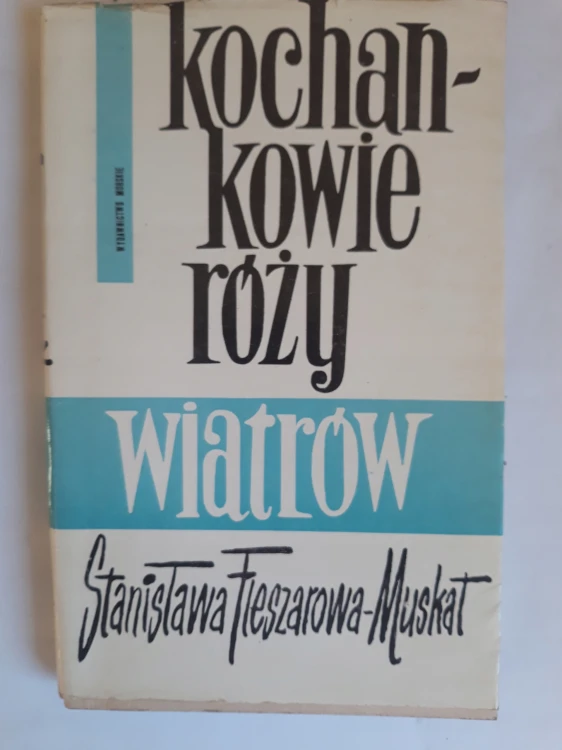 kochan-
kowie
róży
wiatrów
Stanisława Fleszarowa-Muskat
WYDAWNICTWO MORSKIE